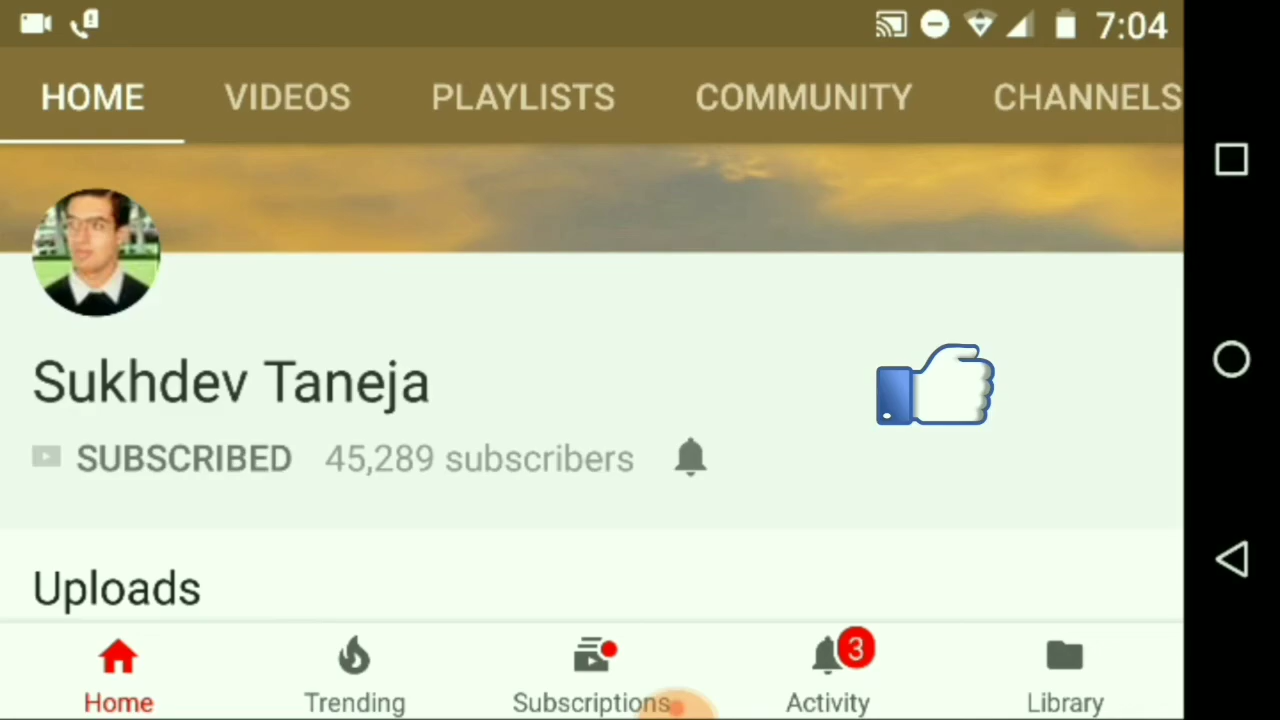 7:04
HOME VIDEOS PLAYLISTS COMMUNITY CHANNELS
Sukhdev Taneja
SUBSCRIBED 45,289 subscribers
Uploads
3
Home Trending Subscriptions Activity Library